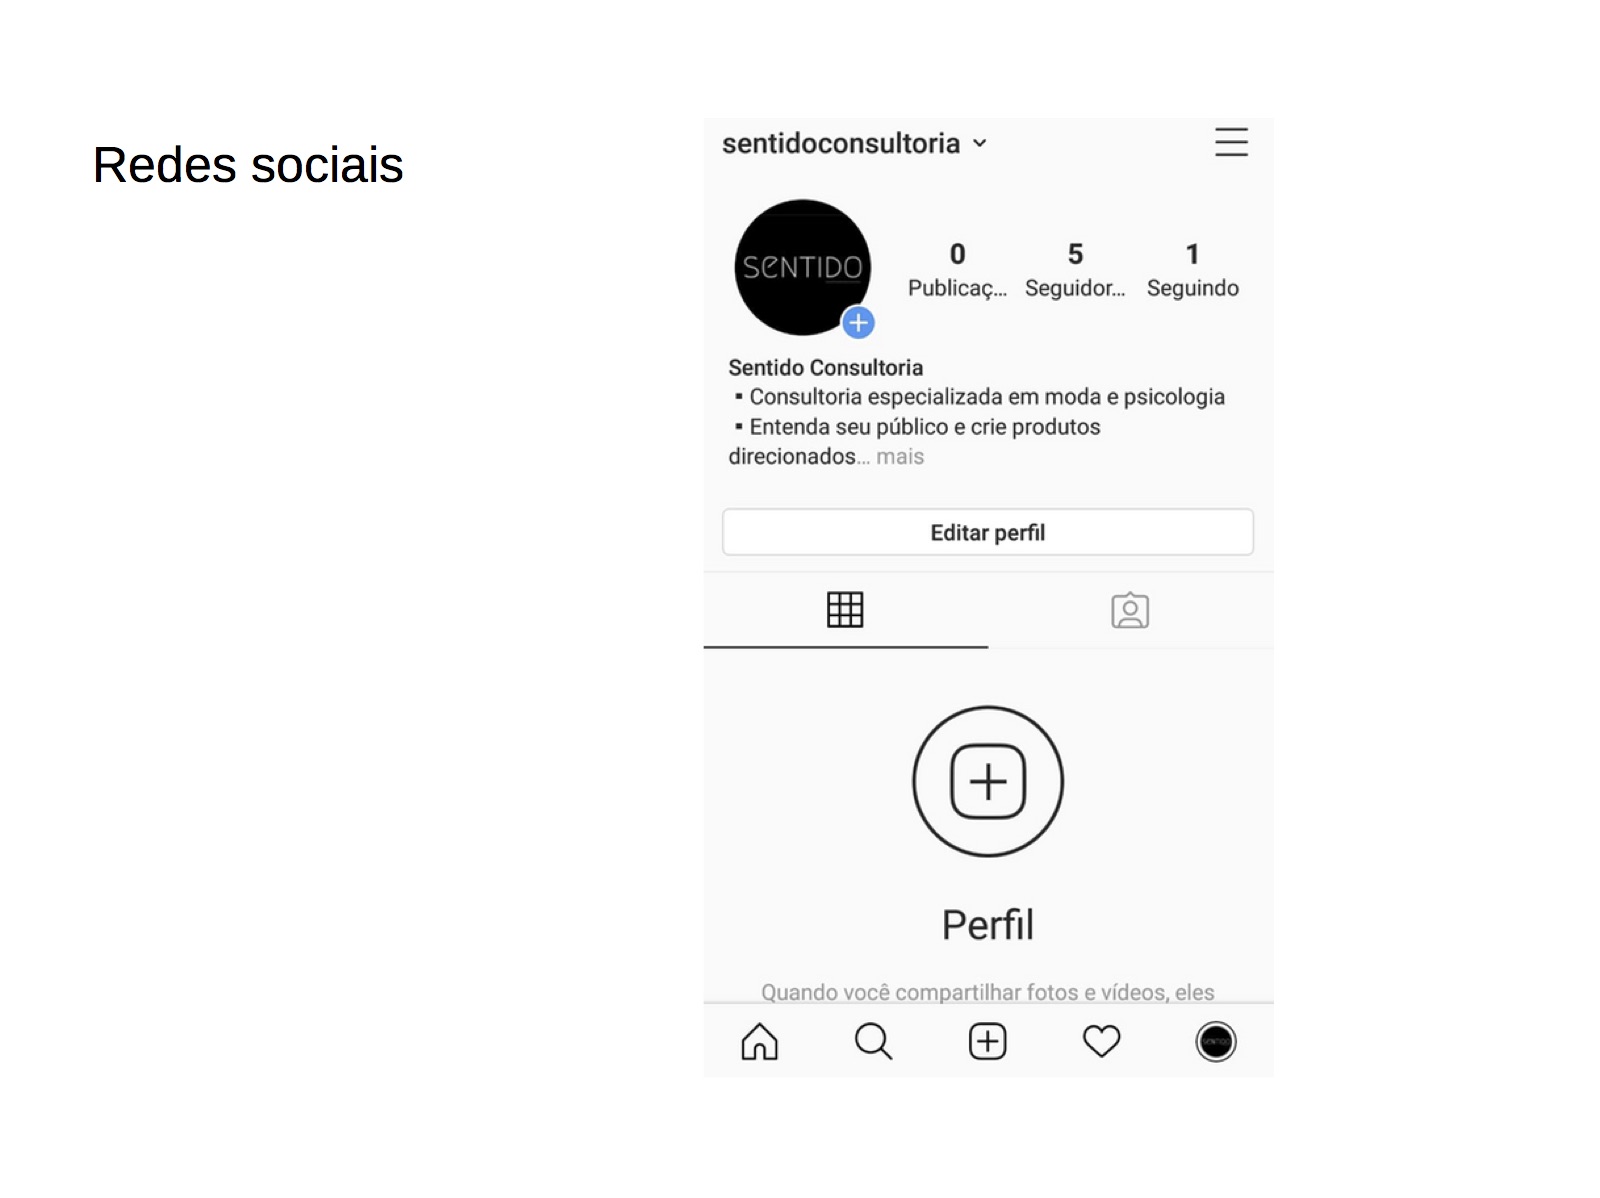 Redes sociais
sentidoconsultoria
SENTIDO
0 5 1
Publicaç... Seguidor... Seguindo
Sentido Consultoria
▪ Consultoria especializada em moda e psicologia
▪ Entenda seu público e crie produtos
direcionados... mais
Editar perfil
Perfil
Quando você compartilhar fotos e vídeos, eles
SENTIDO